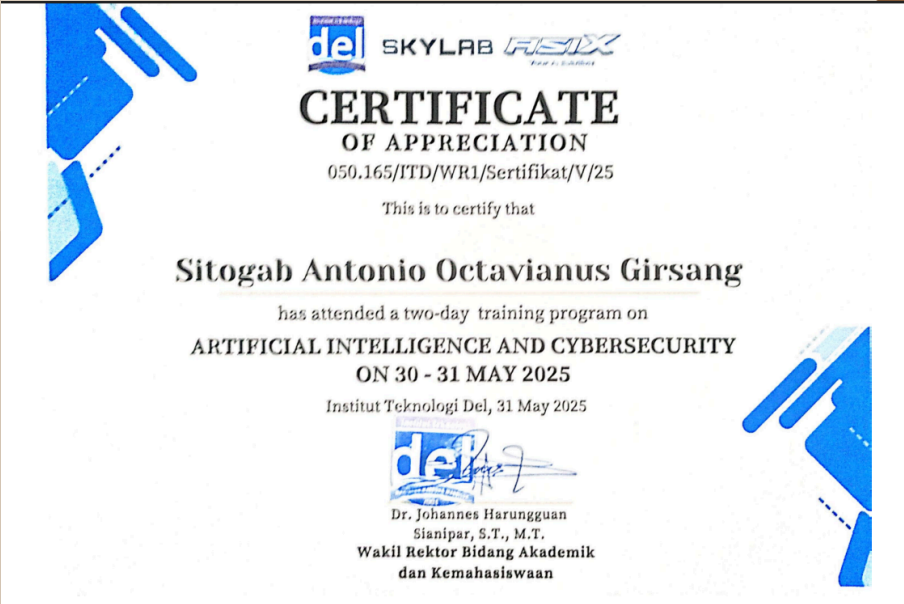 del SKYLAB ASIX
CERTIFICATE
OF APPRECIATION
050.165/ITD/WR1/Sertifikat/V/25
This is to certify that
Sitogab Antonio Octavianus Girsang
has attended a two-day training program on
ARTIFICIAL INTELLIGENCE AND CYBERSECURITY
ON 30 - 31 MAY 2025
Institut Teknologi Del, 31 May 2025
del
Dr. Johannes Harungguan
Sianipar, S.T., M.T.
Wakil Rektor Bidang Akademik
dan Kemahasiswaan